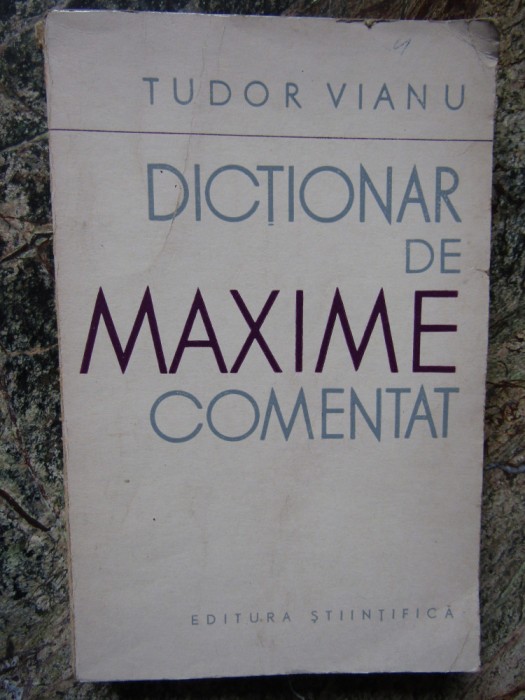 TUDOR VIANU
DICȚIONAR
DE
MAXIME
COMENTAT
EDITURA ȘTIINȚIFICĂ